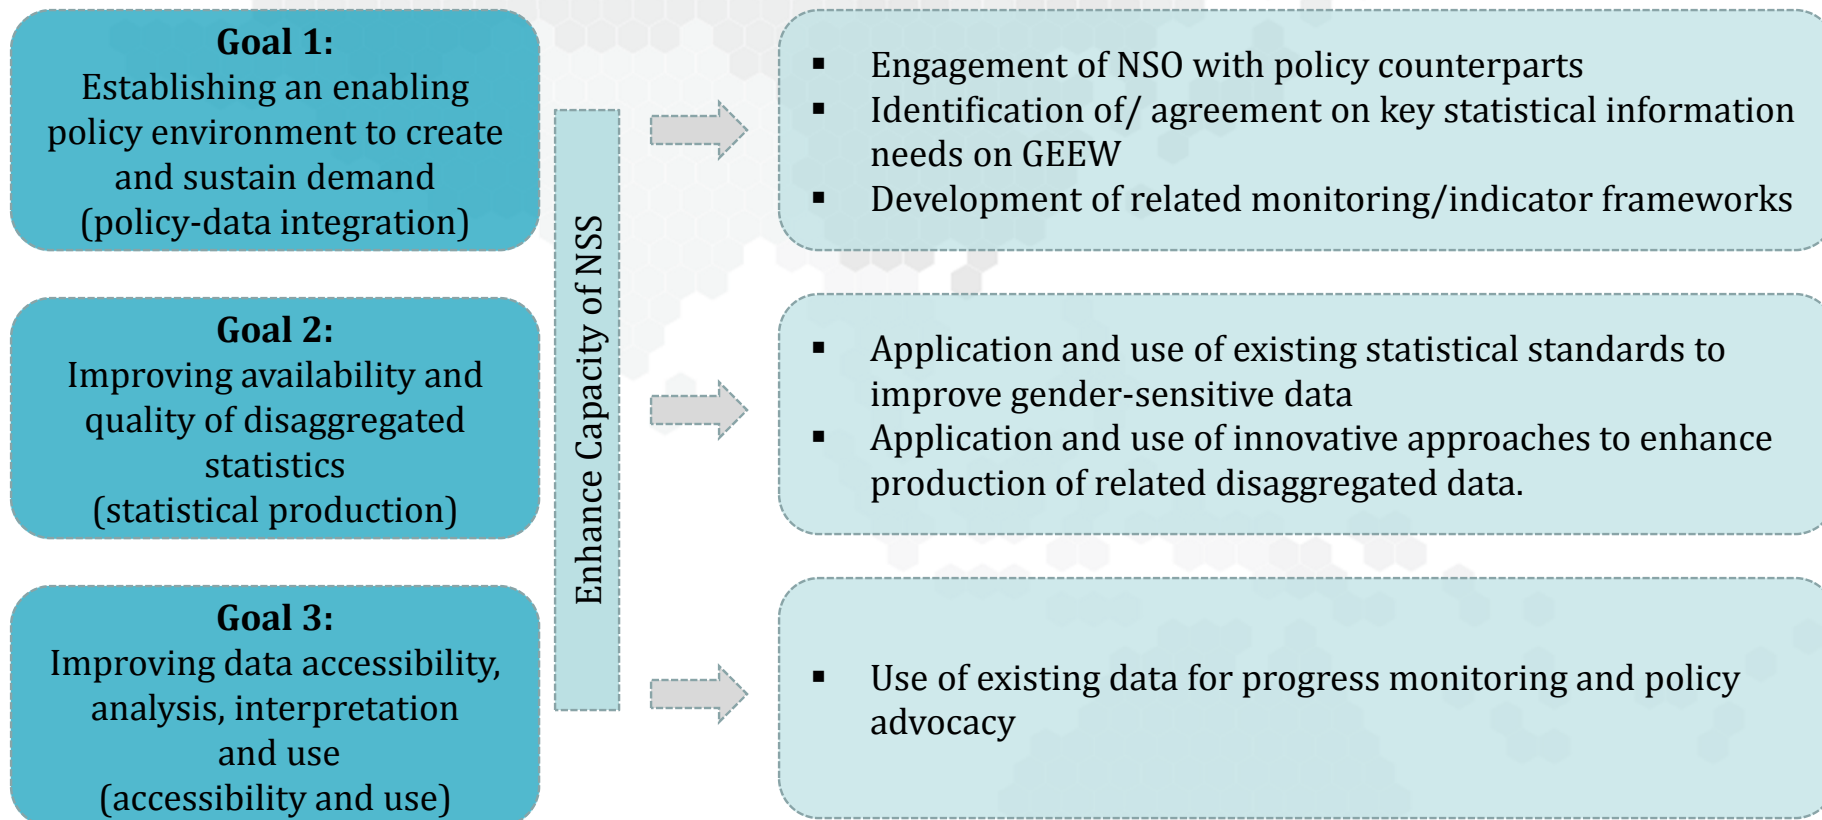 Goal 1:
Establishing an enabling
policy environment to create
and sustain demand
(policy-data integration)
▪ Engagement of NSO with policy counterparts
▪ Identification of/ agreement on key statistical information
needs on GEEW
▪ Development of related monitoring/indicator frameworks
Enhance Capacity of NSS
Goal 2:
Improving availability and
quality of disaggregated
statistics
(statistical production)
▪ Application and use of existing statistical standards to
improve gender-sensitive data
▪ Application and use of innovative approaches to enhance
production of related disaggregated data.
Goal 3:
Improving data accessibility,
analysis, interpretation
and use
(accessibility and use)
▪ Use of existing data for progress monitoring and policy
advocacy